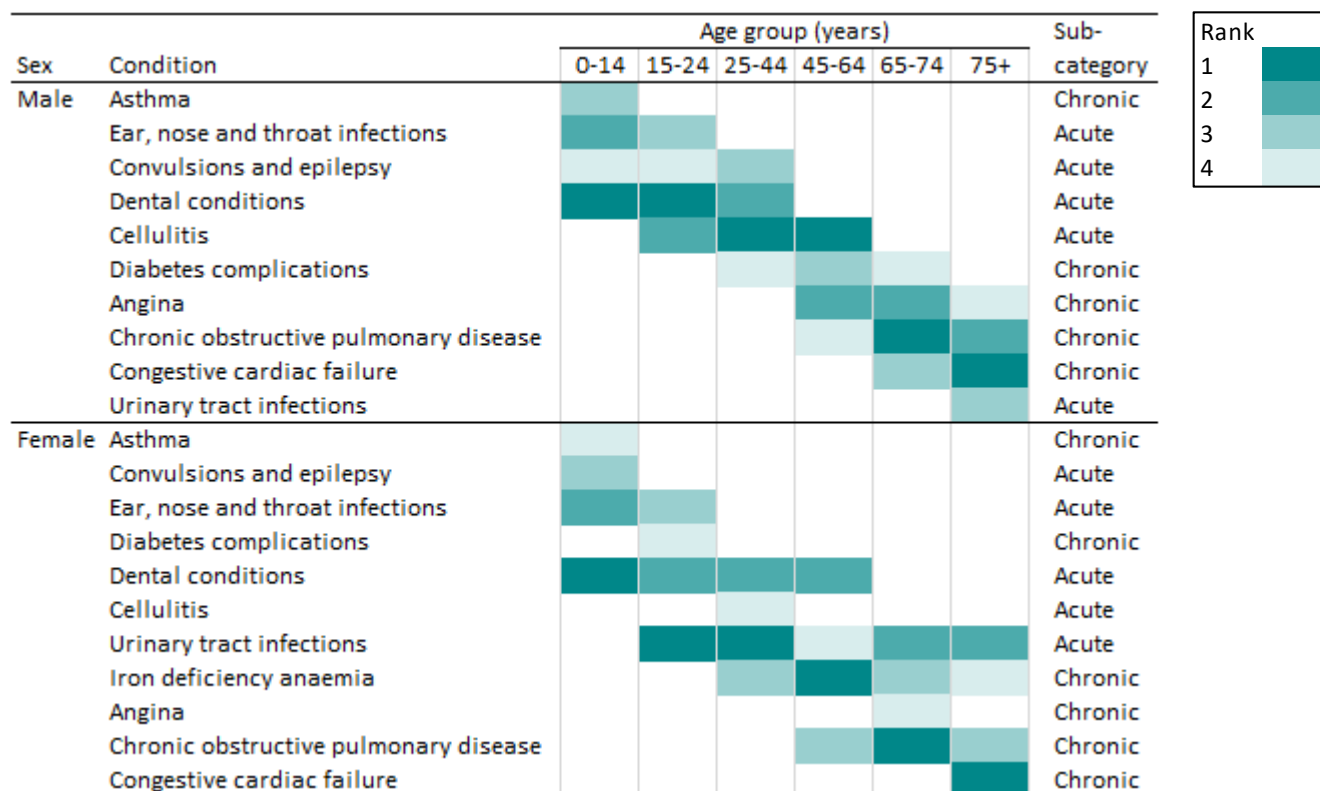 Age group (years) Sub-
Sex Condition 0-14 15-24 25-44 45-64 65-74 75+ category
Male Asthma Chronic
Ear, nose and throat infections Acute
Convulsions and epilepsy Acute
Dental conditions Acute
Cellulitis Acute
Diabetes complications Chronic
Angina Chronic
Chronic obstructive pulmonary disease Chronic
Congestive cardiac failure Chronic
Urinary tract infections Acute
Female Asthma Chronic
Convulsions and epilepsy Acute
Ear, nose and throat infections Acute
Diabetes complications Chronic
Dental conditions Acute
Cellulitis Acute
Urinary tract infections Acute
Iron deficiency anaemia Chronic
Angina Chronic
Chronic obstructive pulmonary disease Chronic
Congestive cardiac failure Chronic
Rank
1
2
3
4